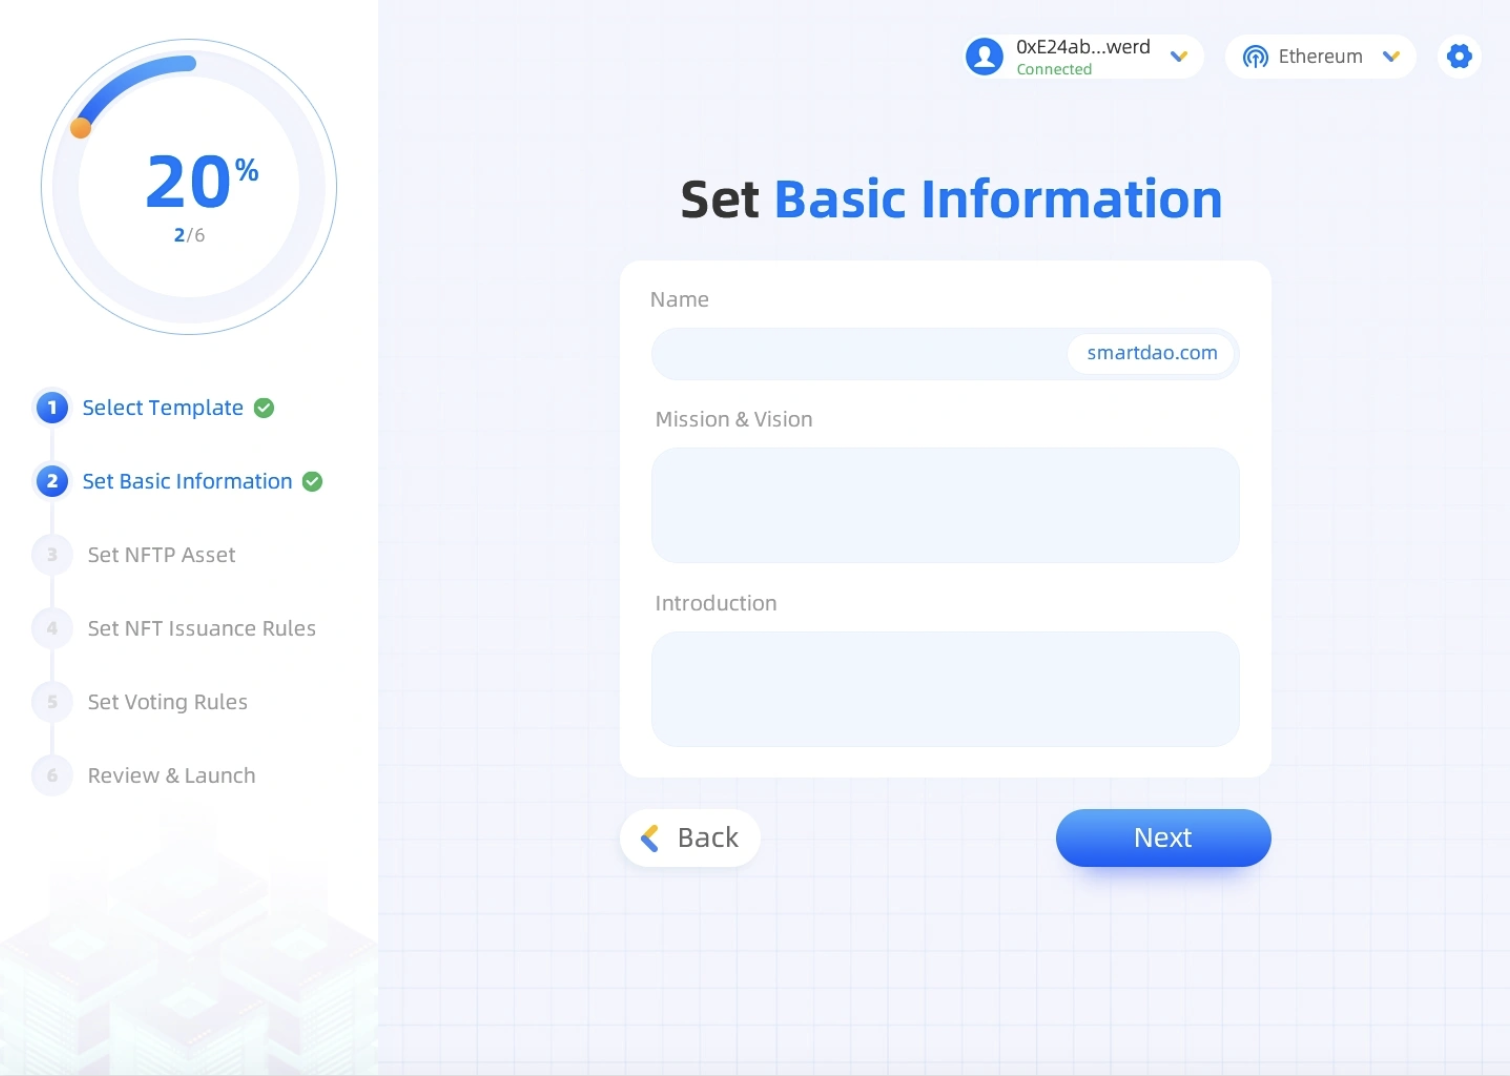 20%
2/6
1 Select Template
2 Set Basic Information
3 Set NFTP Asset
4 Set NFT Issuance Rules
5 Set Voting Rules
6 Review & Launch
0xE24ab...werd
Connected
Ethereum
Set Basic Information
Name
smartdao.com
Mission & Vision
Introduction
Back
Next